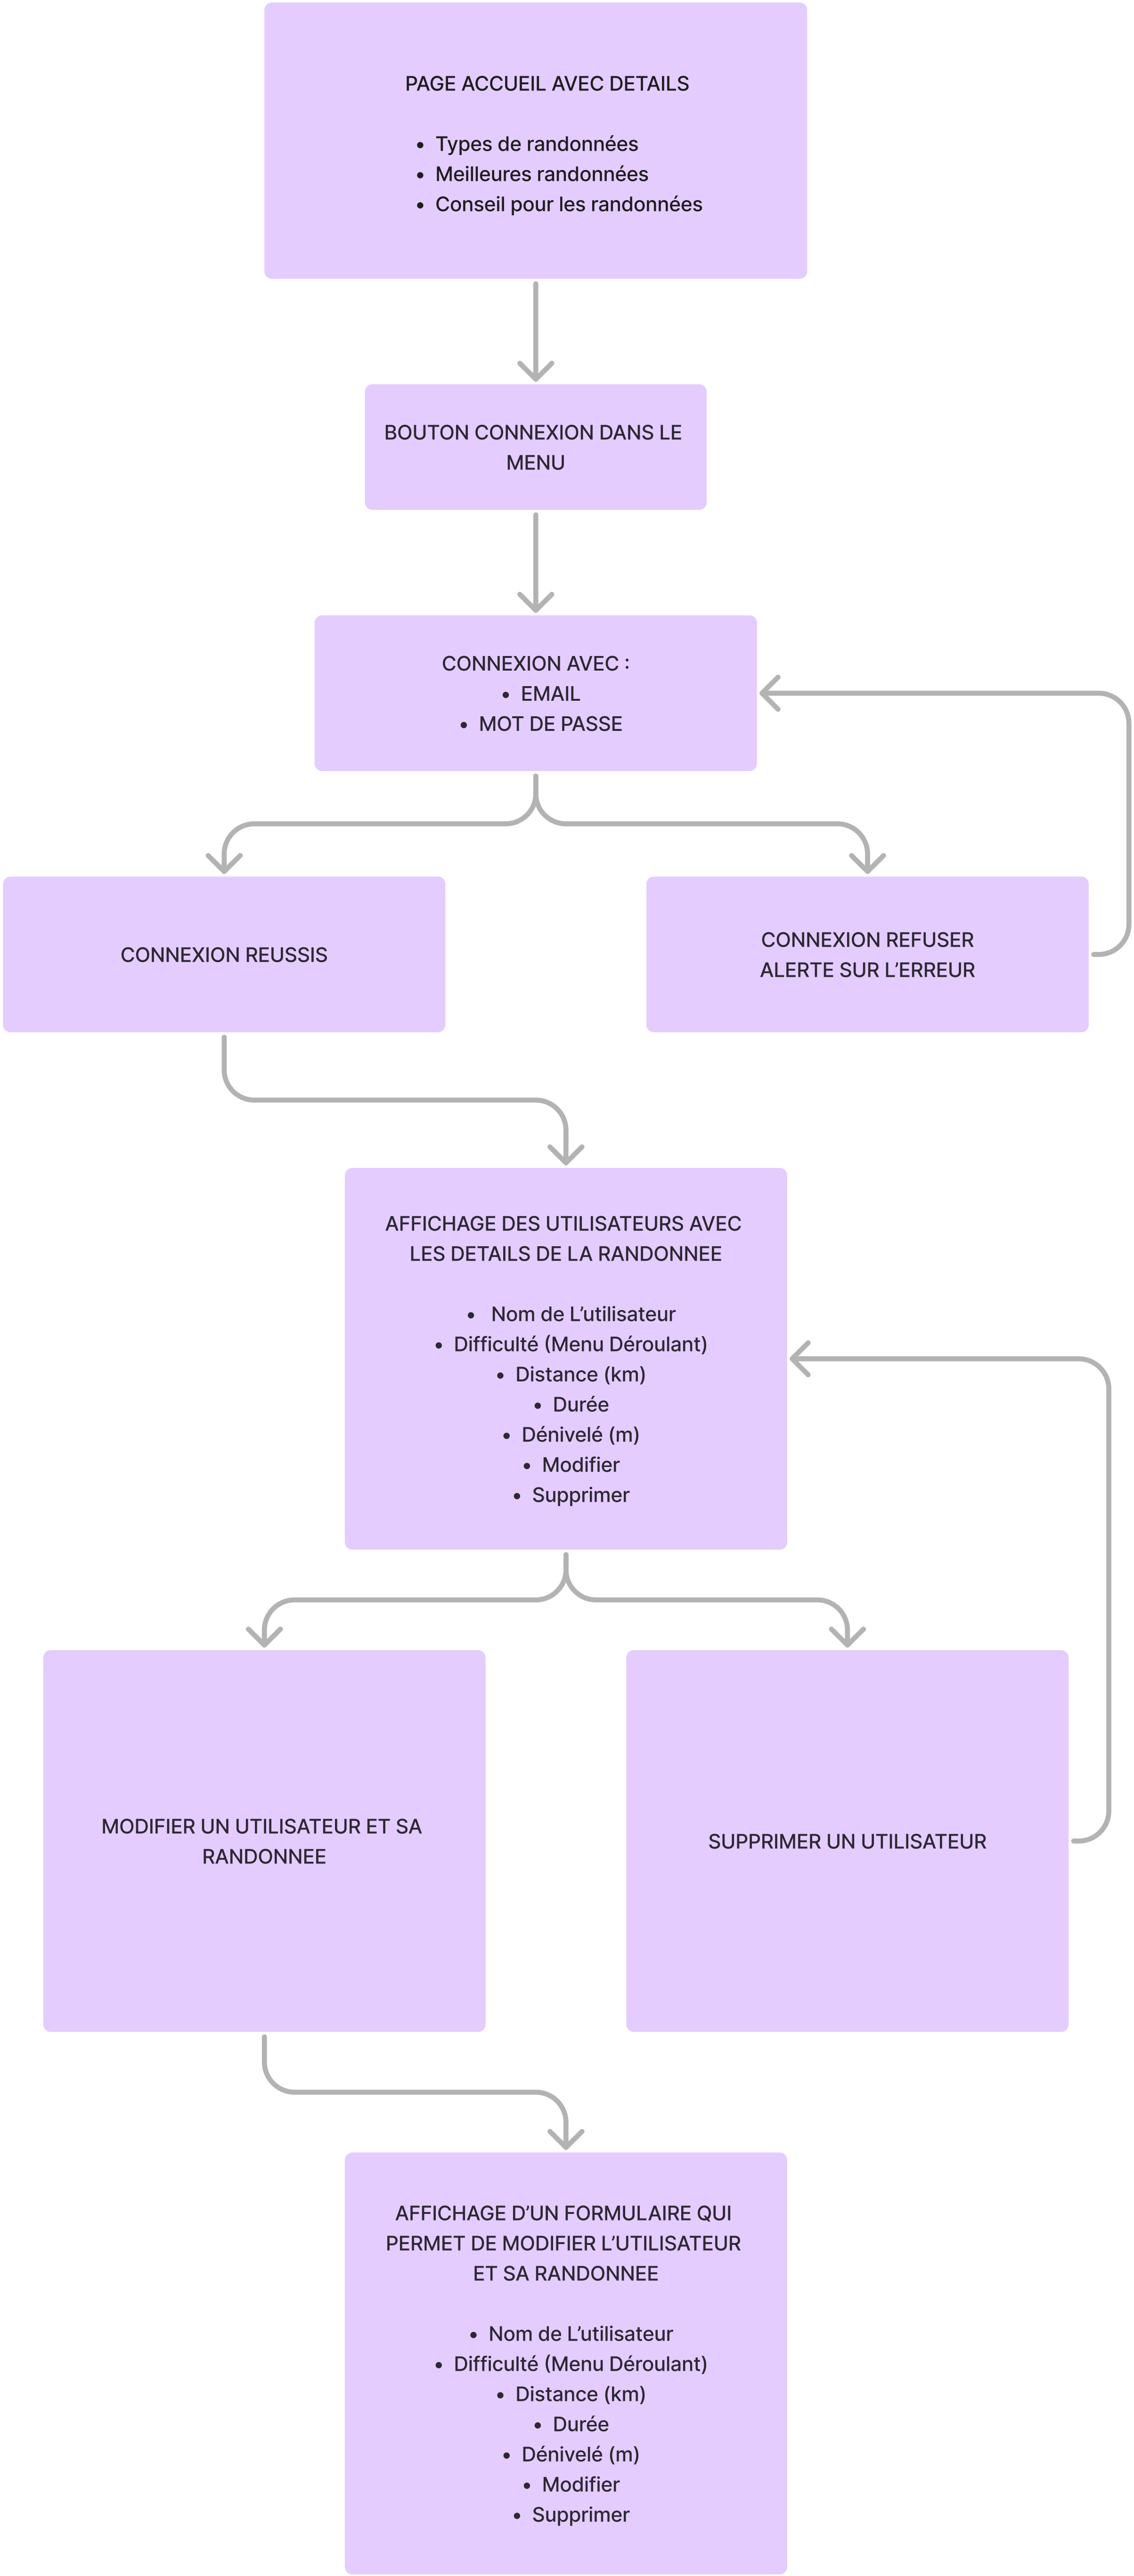 PAGE ACCUEIL AVEC DETAILS
• Types de randonnées
• Meilleures randonnées
• Conseil pour les randonnées
BOUTON CONNEXION DANS LE
MENU
CONNEXION AVEC :
• EMAIL
• MOT DE PASSE
CONNEXION REUSSIS
CONNEXION REFUSER
ALERTE SUR L’ERREUR
AFFICHAGE DES UTILISATEURS AVEC
LES DETAILS DE LA RANDONNEE
• Nom de L’utilisateur
• Difficulté (Menu Déroulant)
• Distance (km)
• Durée
• Dénivelé (m)
• Modifier
• Supprimer
MODIFIER UN UTILISATEUR ET SA
RANDONNEE
SUPPRIMER UN UTILISATEUR
AFFICHAGE D’UN FORMULAIRE QUI
PERMET DE MODIFIER L’UTILISATEUR
ET SA RANDONNEE
• Nom de L’utilisateur
• Difficulté (Menu Déroulant)
• Distance (km)
• Durée
• Dénivelé (m)
• Modifier
• Supprimer